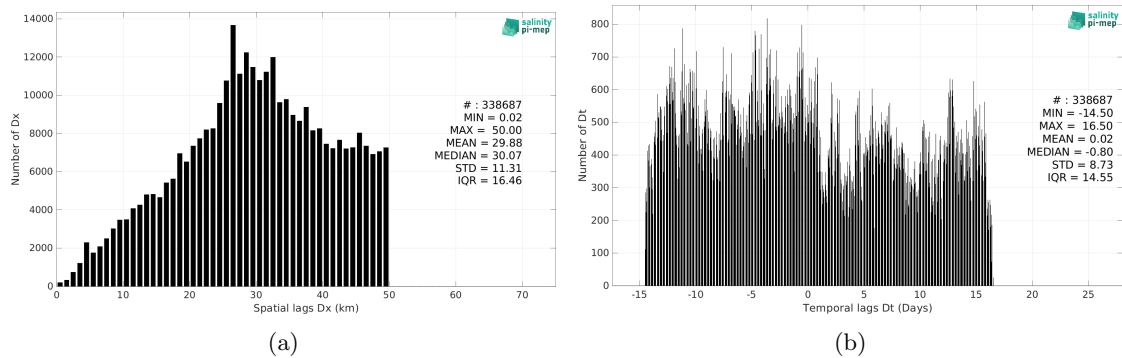 14000
12000
10000
8000
6000
4000
2000
0
Number of Dx
0 10 20 30 40 50 60 70
Spatial lags Dx (km)
salinity
pi-mep
# : 338687
MIN = 0.02
MAX = 50.00
MEAN = 29.88
MEDIAN = 30.07
STD = 11.31
IQR = 16.46
(a)
800
700
600
500
400
300
200
100
0
Number of Dt
-15 -10 -5 0 5 10 15 20 25
Temporal lags Dt (Days)
salinity
pi-mep
# : 338687
MIN = -14.50
MAX = 16.50
MEAN = 0.02
MEDIAN = -0.80
STD = 8.73
IQR = 14.55
(b)